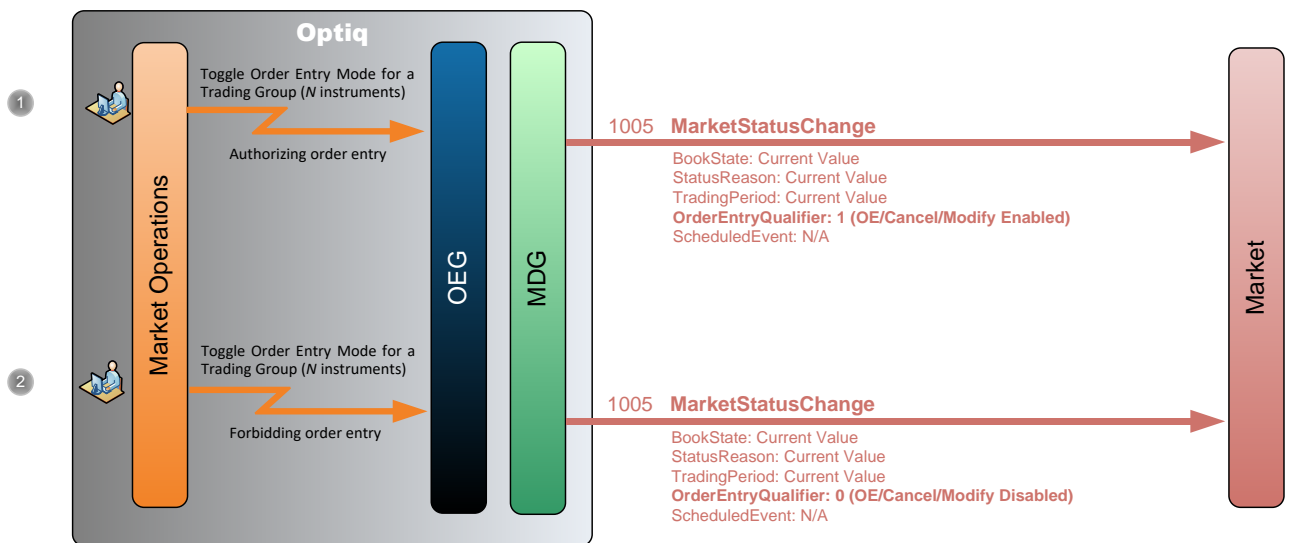 Optiq
1
Toggle Order Entry Mode for a
Trading Group (N instruments)
Authorizing order entry
1005 MarketStatusChange
BookState: Current Value
StatusReason: Current Value
TradingPeriod: Current Value
OrderEntryQualifier: 1 (OE/Cancel/Modify Enabled)
ScheduledEvent: N/A
Market Operations
OEG
MDG
Market
2
Toggle Order Entry Mode for a
Trading Group (N instruments)
Forbidding order entry
1005 MarketStatusChange
BookState: Current Value
StatusReason: Current Value
TradingPeriod: Current Value
OrderEntryQualifier: 0 (OE/Cancel/Modify Disabled)
ScheduledEvent: N/A